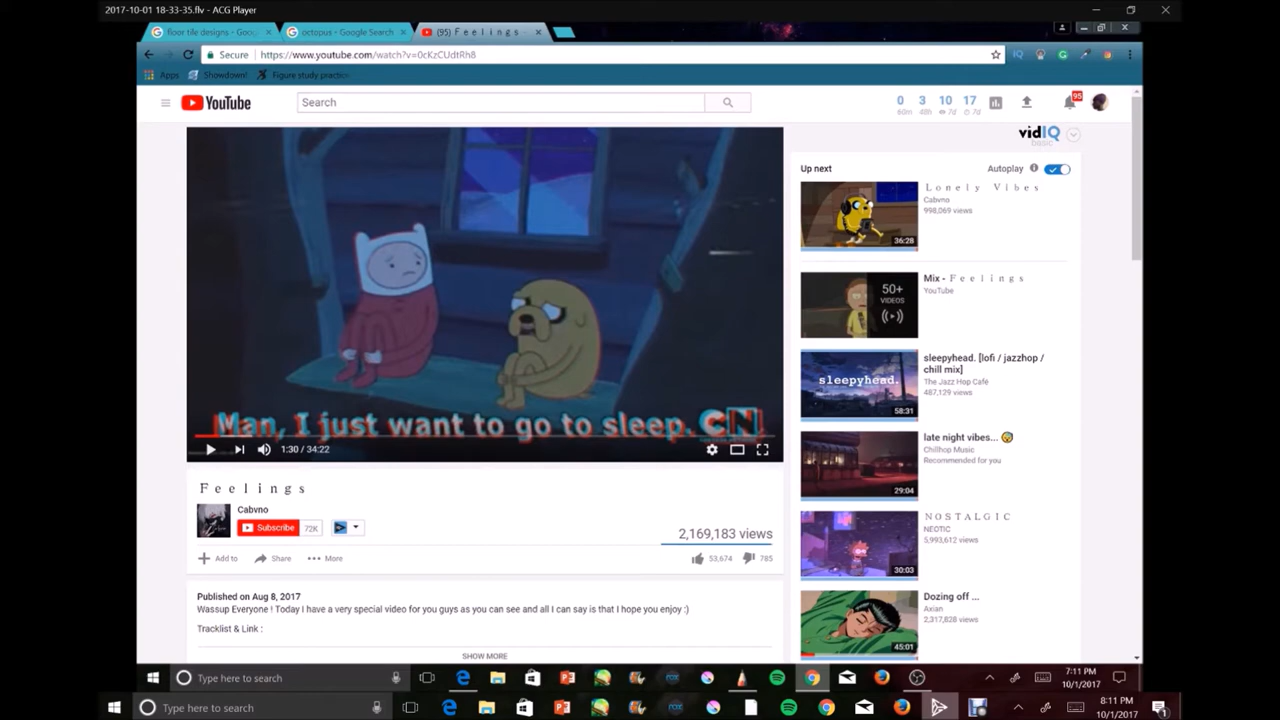 2017-10-01 18-33-35.flv - ACG Player
floor tile designs - Goog
octopus - Google Search
(95) F e e l i n g s -
Secure
https://www.youtube.com/watch?v=0cKzCUdtRh8
Apps
Showdown!
Figure study practice
YouTube
Search
0 3 10 17
60m 48h 7d 7d
95
vidIQ
basic
Up next
Autoplay
L o n e l y V i b e s
Cabvno
998,069 views
36:28
Mix - F e e l i n g s
YouTube
50+
VIDEOS
sleepyhead. [lofi / jazzhop /
chill mix]
The Jazz Hop Café
487,129 views
sleepyhead.
58:31
late night vibes...
Chillhop Music
Recommended for you
29:04
N O S T A L G I C
NEOTIC
5,993,612 views
30:03
Dozing off ...
Axian
2,317,828 views
45:01
Man, I just want to go to sleep.
CN
1:30 / 34:22
F e e l i n g s
Cabvno
Subscribe 72K
2,169,183 views
Add to Share More
53,674 785
Published on Aug 8, 2017
Wassup Everyone ! Today I have a very special video for you guys as you can see and all I can say is that I hope you enjoy :)
Tracklist & Link :
SHOW MORE
Type here to search
7:11 PM
10/1/2017
Type here to search
8:11 PM
10/1/2017